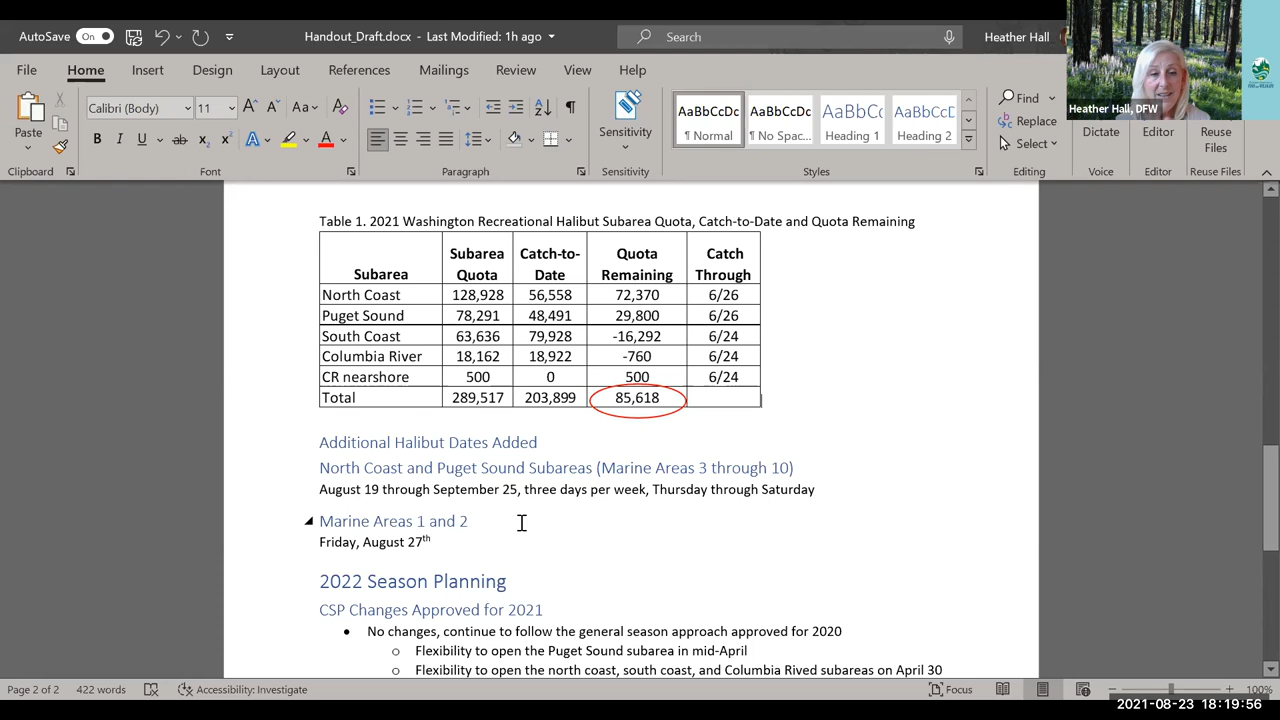 AutoSave On Handout_Draft.docx - Last Modified: 1h ago Search Heather Hall
File Home Insert Design Layout References Mailings Review View Help
Heather Hall, DFW
Paste Calibri (Body) 11 Aa Sensitivity AaBbCcDc AaBbCcDc AaBbCc AaBbCcC Find Replace Select Dictate Editor Reuse Files
¶ Normal ¶ No Spac... Heading 1 Heading 2
Clipboard Font Paragraph Sensitivity Styles Editing Voice Editor Reuse Files
Table 1. 2021 Washington Recreational Halibut Subarea Quota, Catch-to-Date and Quota Remaining
Subarea Subarea Quota Catch-to-Date Quota Remaining Catch Through
North Coast 128,928 56,558 72,370 6/26
Puget Sound 78,291 48,491 29,800 6/26
South Coast 63,636 79,928 -16,292 6/24
Columbia River 18,162 18,922 -760 6/24
CR nearshore 500 0 500 6/24
Total 289,517 203,899 85,618
Additional Halibut Dates Added
North Coast and Puget Sound Subareas (Marine Areas 3 through 10)
August 19 through September 25, three days per week, Thursday through Saturday
Marine Areas 1 and 2
Friday, August 27th
2022 Season Planning
CSP Changes Approved for 2021
• No changes, continue to follow the general season approach approved for 2020
o Flexibility to open the Puget Sound subarea in mid-April
o Flexibility to open the north coast, south coast, and Columbia Rived subareas on April 30
Page 2 of 2 422 words Accessibility: Investigate Focus 100%
2021-08-23 18:19:56